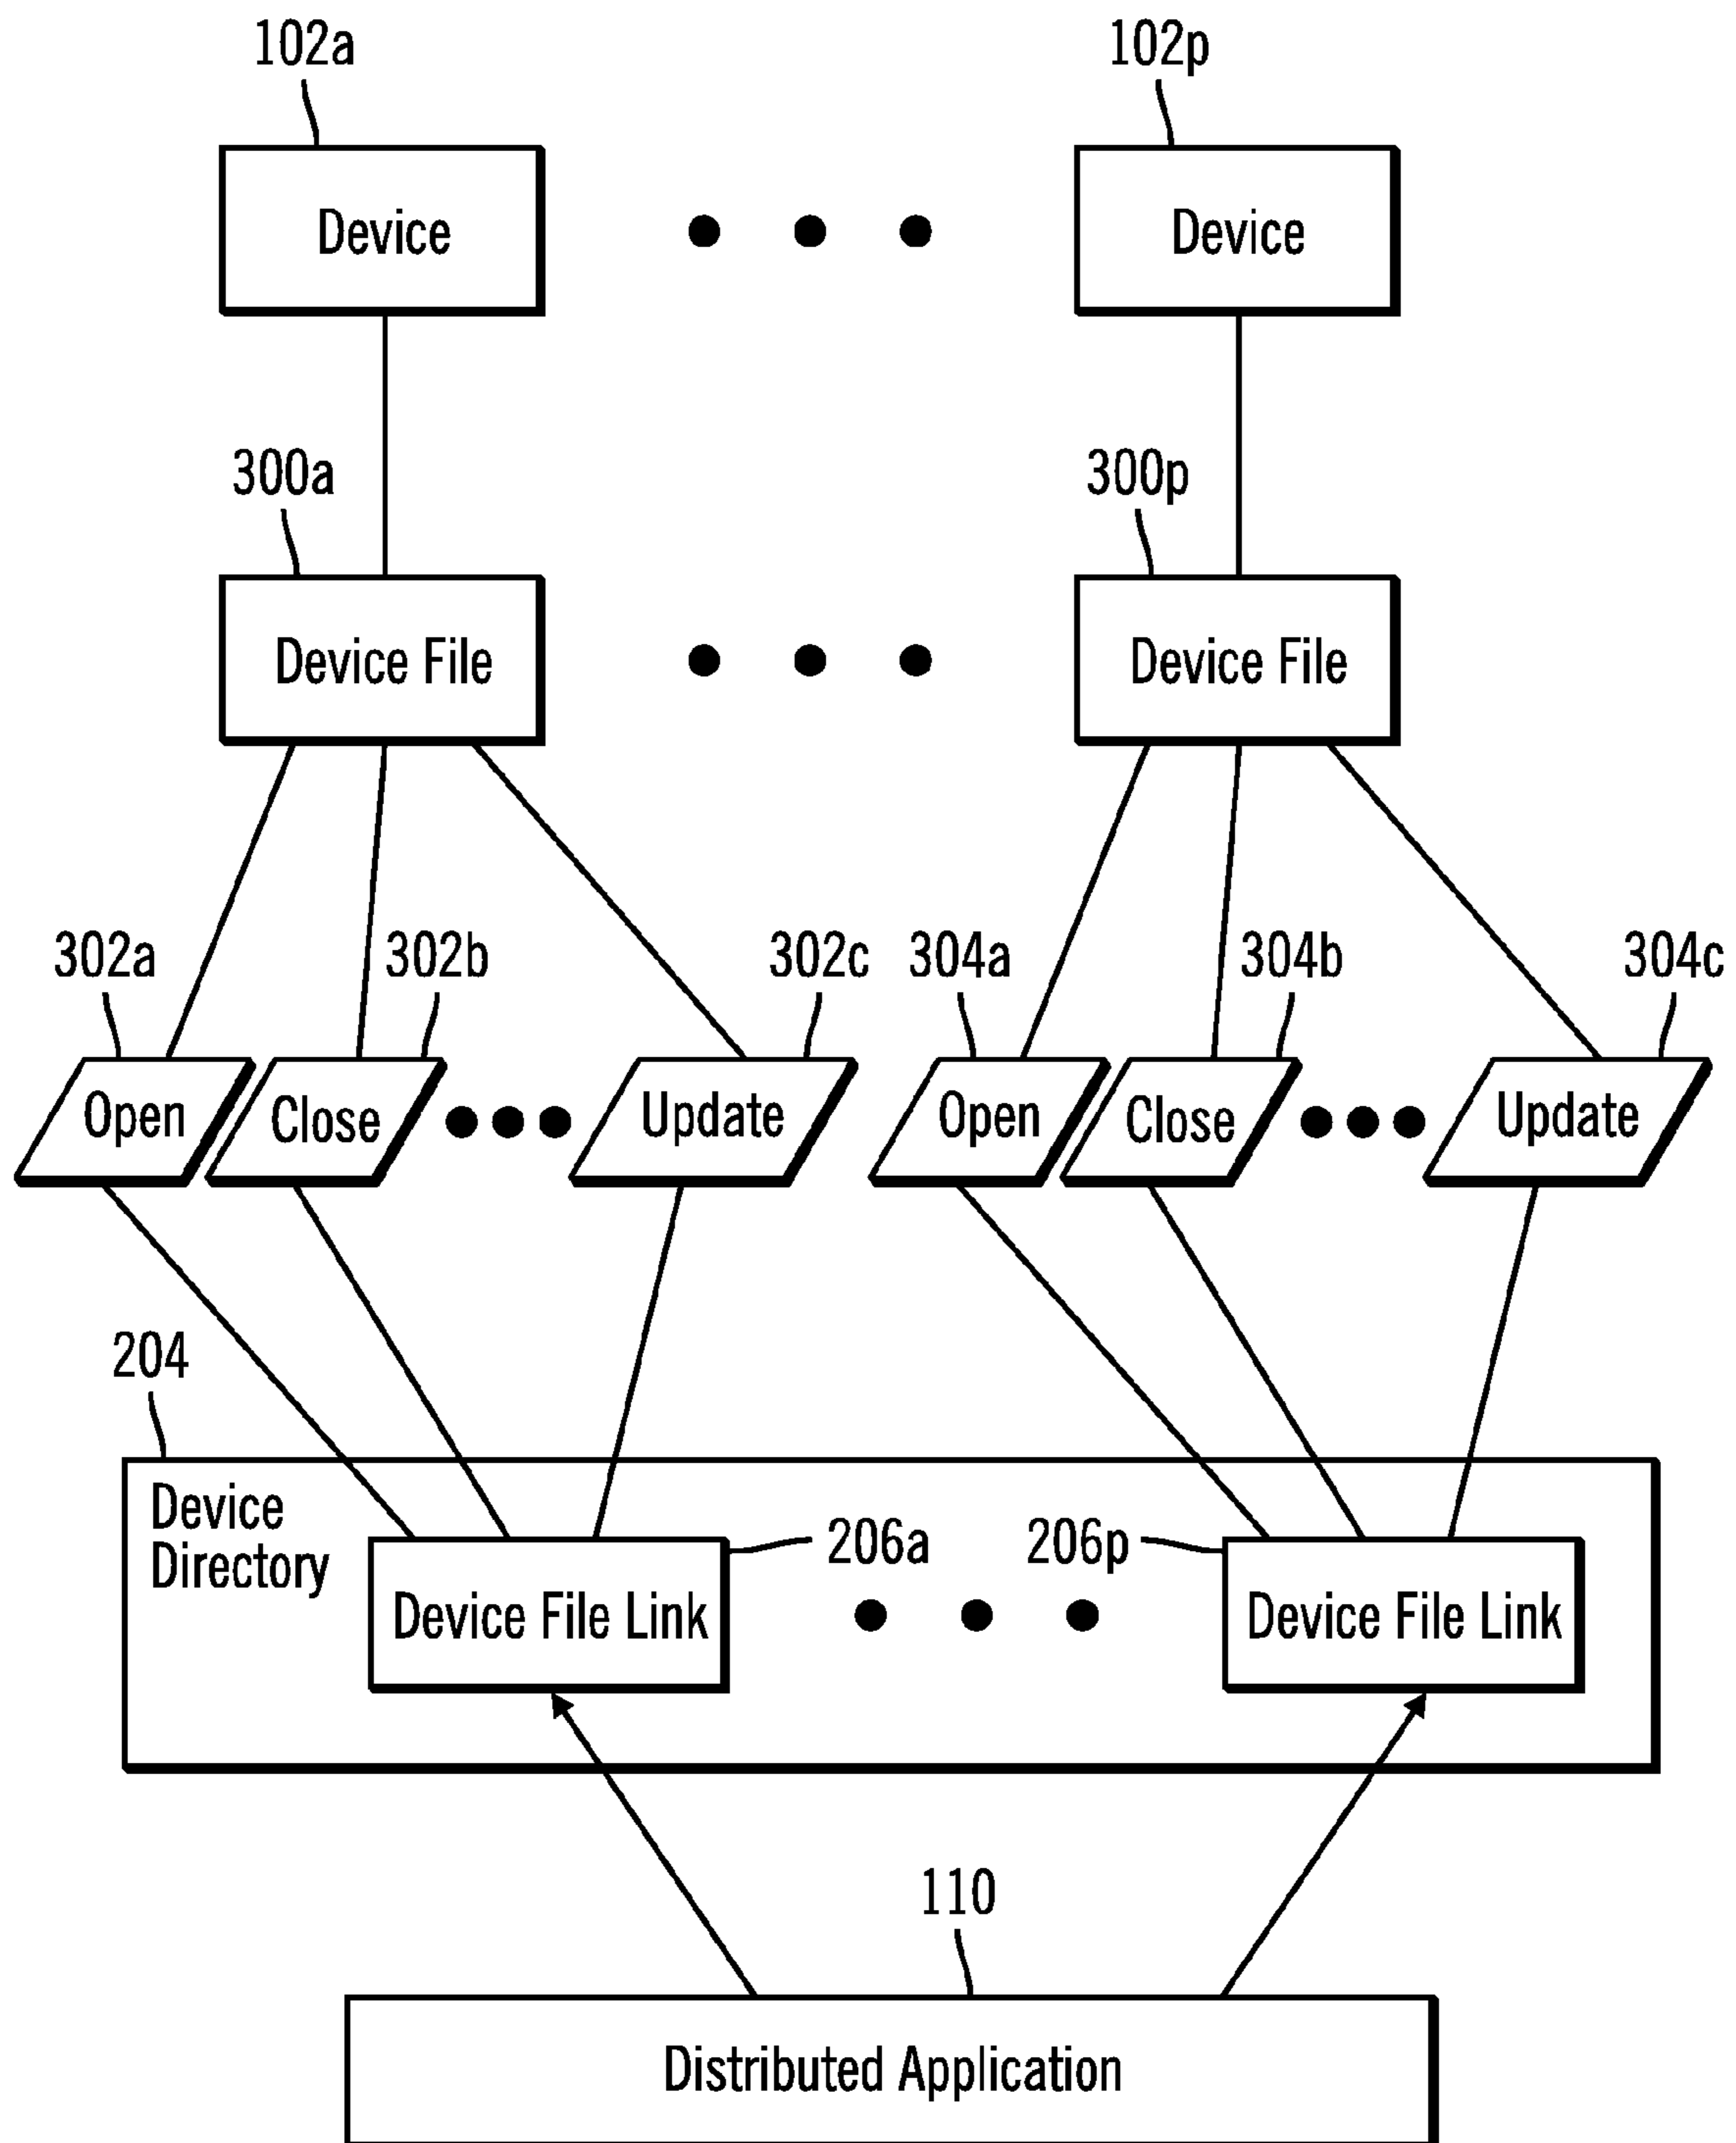 102a
102p
Device
Device
300a
300p
Device File
Device File
302a
302b
302c
304a
304b
304c
Open
Close
Update
Open
Close
Update
204
Device
Directory
206a
206p
Device File Link
Device File Link
110
Distributed Application